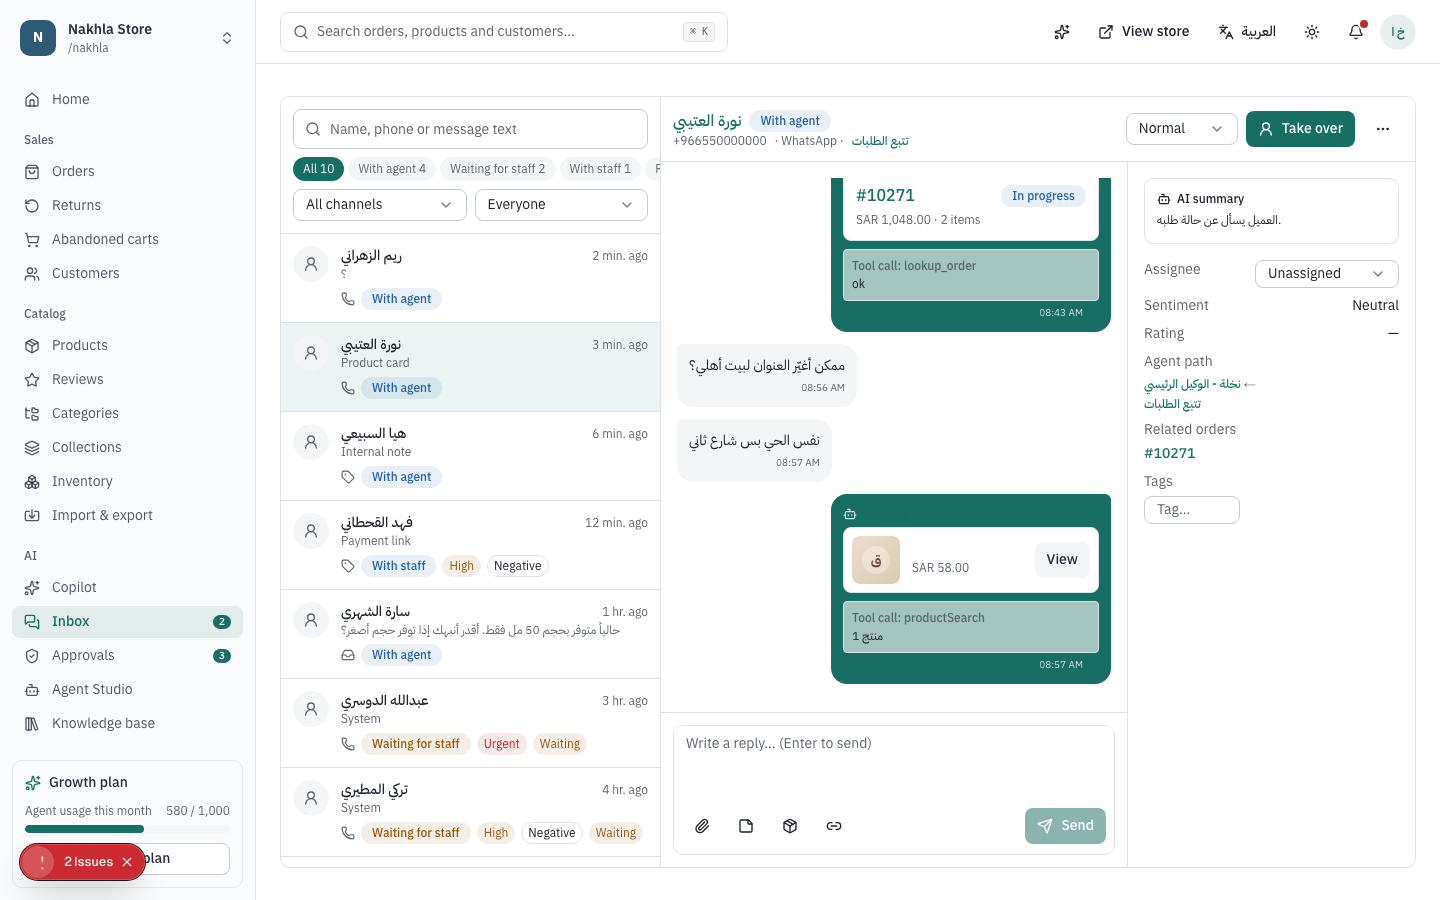 N
Nakhla Store
/nakhla
Search orders, products and customers...
⌘ K
View store
العربية
خ ا
Home
Sales
Orders
Returns
Abandoned carts
Customers
Catalog
Products
Reviews
Categories
Collections
Inventory
Import & export
AI
Copilot
Inbox
2
Approvals
3
Agent Studio
Knowledge base
Growth plan
Agent usage this month
580 / 1,000
plan
2 Issues
Name, phone or message text
All 10
With agent 4
Waiting for staff 2
With staff 1
All channels
Everyone
ريم الزهراني
2 min. ago
؟
With agent
نورة العتيبي
3 min. ago
Product card
With agent
هيا السبيعي
6 min. ago
Internal note
With agent
فهد القحطاني
12 min. ago
Payment link
With staff
High
Negative
سارة الشهري
1 hr. ago
حالياً متوفر بحجم 50 مل فقط. أقدر أنبهك إذا توفر حجم أصغر؟
With agent
عبدالله الدوسري
3 hr. ago
System
Waiting for staff
Urgent
Waiting
تركي المطيري
4 hr. ago
System
Waiting for staff
High
Negative
Waiting
نورة العتيبي
With agent
+966550000000 · WhatsApp · تتبع الطلبات
Normal
Take over
#10271
In progress
SAR 1,048.00 · 2 items
Tool call: lookup_order
ok
08:43 AM
ممكن أغيّر العنوان لبيت أهلي؟
08:56 AM
نفس الحي بس شارع ثاني
08:57 AM
ق
SAR 58.00
View
Tool call: productSearch
1 منتج
08:57 AM
Write a reply... (Enter to send)
Send
AI summary
العميل يسأل عن حالة طلبه.
Assignee
Unassigned
Sentiment
Neutral
Rating
—
Agent path
نخلة - الوكيل الرئيسي ←
تتبع الطلبات
Related orders
#10271
Tags
Tag...